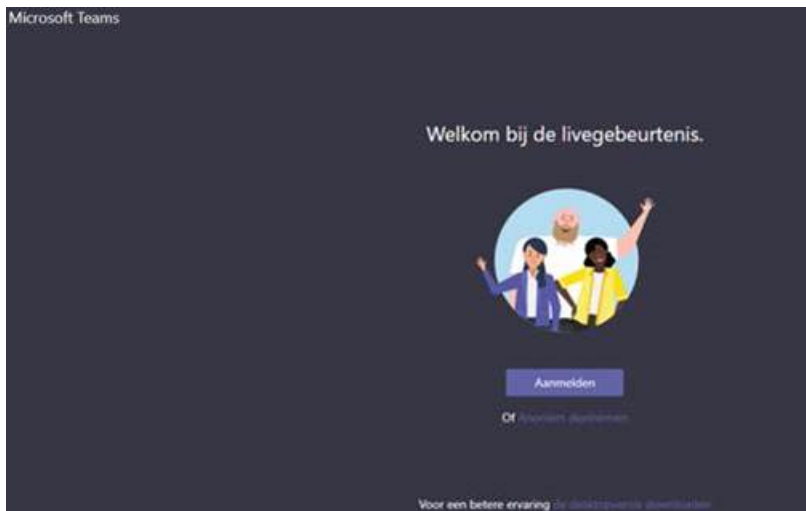 Microsoft Teams
Welkom bij de livegebeurtenis.
Aanmelden
Of Anoniem deelnemen
Voor een betere ervaring de desktopversie downloaden